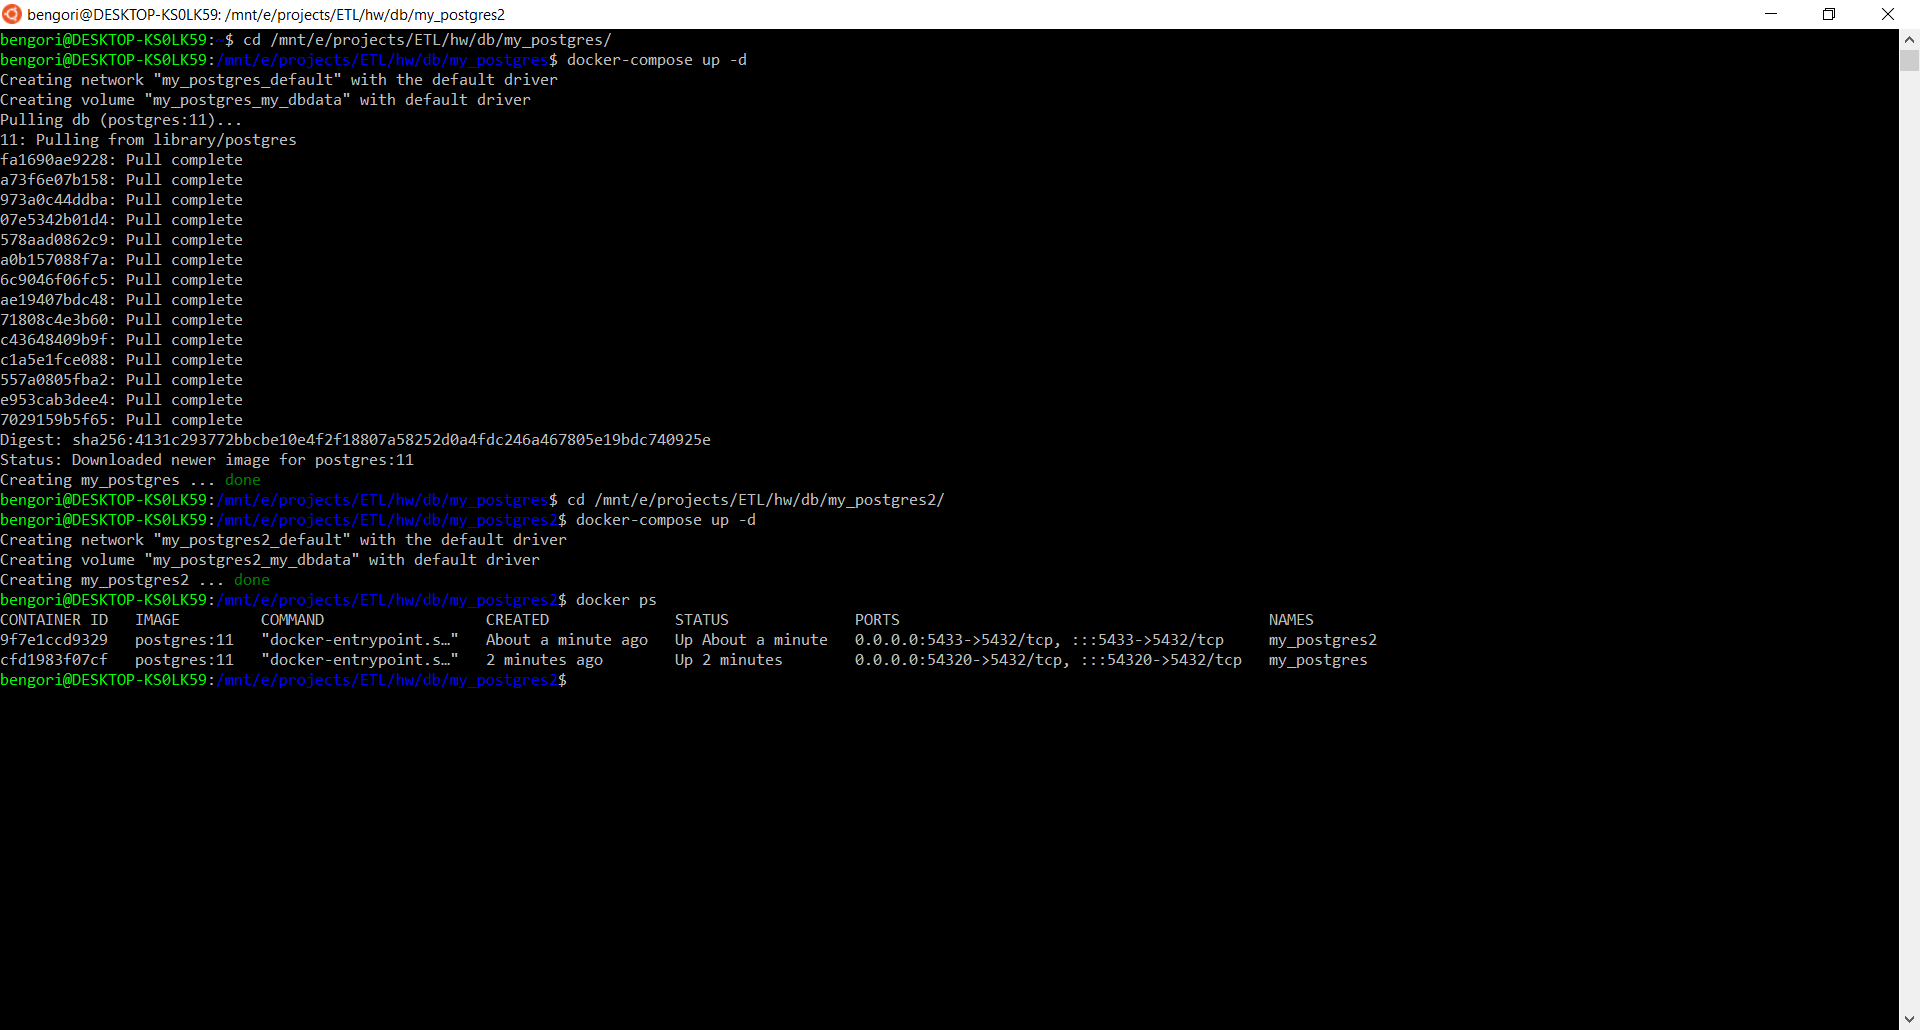 bengori@DESKTOP-KS0LK59: /mnt/e/projects/ETL/hw/db/my_postgres2
bengori@DESKTOP-KS0LK59:~$ cd /mnt/e/projects/ETL/hw/db/my_postgres/
bengori@DESKTOP-KS0LK59:/mnt/e/projects/ETL/hw/db/my_postgres$ docker-compose up -d
Creating network "my_postgres_default" with the default driver
Creating volume "my_postgres_my_dbdata" with default driver
Pulling db (postgres:11)...
11: Pulling from library/postgres
fa1690ae9228: Pull complete
a73f6e07b158: Pull complete
973a0c44ddba: Pull complete
07e5342b01d4: Pull complete
578aad0862c9: Pull complete
a0b157088f7a: Pull complete
6c9046f06fc5: Pull complete
ae19407bdc48: Pull complete
71808c4e3b60: Pull complete
c43648409b9f: Pull complete
c1a5e1fce088: Pull complete
557a0805fba2: Pull complete
e953cab3dee4: Pull complete
7029159b5f65: Pull complete
Digest: sha256:4131c293772bbcbe10e4f2f18807a58252d0a4fdc246a467805e19bdc740925e
Status: Downloaded newer image for postgres:11
Creating my_postgres ... done
bengori@DESKTOP-KS0LK59:/mnt/e/projects/ETL/hw/db/my_postgres$ cd /mnt/e/projects/ETL/hw/db/my_postgres2/
bengori@DESKTOP-KS0LK59:/mnt/e/projects/ETL/hw/db/my_postgres2$ docker-compose up -d
Creating network "my_postgres2_default" with the default driver
Creating volume "my_postgres2_my_dbdata" with default driver
Creating my_postgres2 ... done
bengori@DESKTOP-KS0LK59:/mnt/e/projects/ETL/hw/db/my_postgres2$ docker ps
CONTAINER ID   IMAGE         COMMAND                  CREATED              STATUS              PORTS                                         NAMES
9f7e1ccd9329   postgres:11   "docker-entrypoint.s…"   About a minute ago   Up About a minute   0.0.0.0:5433->5432/tcp, :::5433->5432/tcp     my_postgres2
cfd1983f07cf   postgres:11   "docker-entrypoint.s…"   2 minutes ago        Up 2 minutes        0.0.0.0:54320->5432/tcp, :::54320->5432/tcp   my_postgres
bengori@DESKTOP-KS0LK59:/mnt/e/projects/ETL/hw/db/my_postgres2$